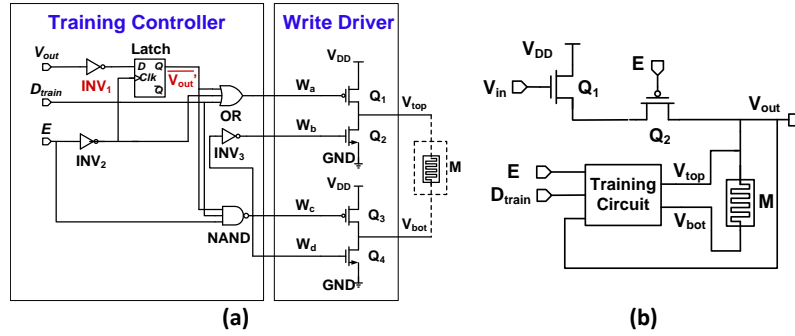 Training Controller
Write Driver
Vout
INV1
Latch
D
Q
Clk
Q
Vout'
Dtrain
E
INV2
OR
INV3
NAND
Wa
Wb
Wc
Wd
VDD
Q1
Vtop
Q2
GND
M
VDD
Q3
Vbot
Q4
GND
(a)
VDD
E
Vin
Q1
Q2
Vout
E
Dtrain
Training
Circuit
Vtop
Vbot
M
(b)